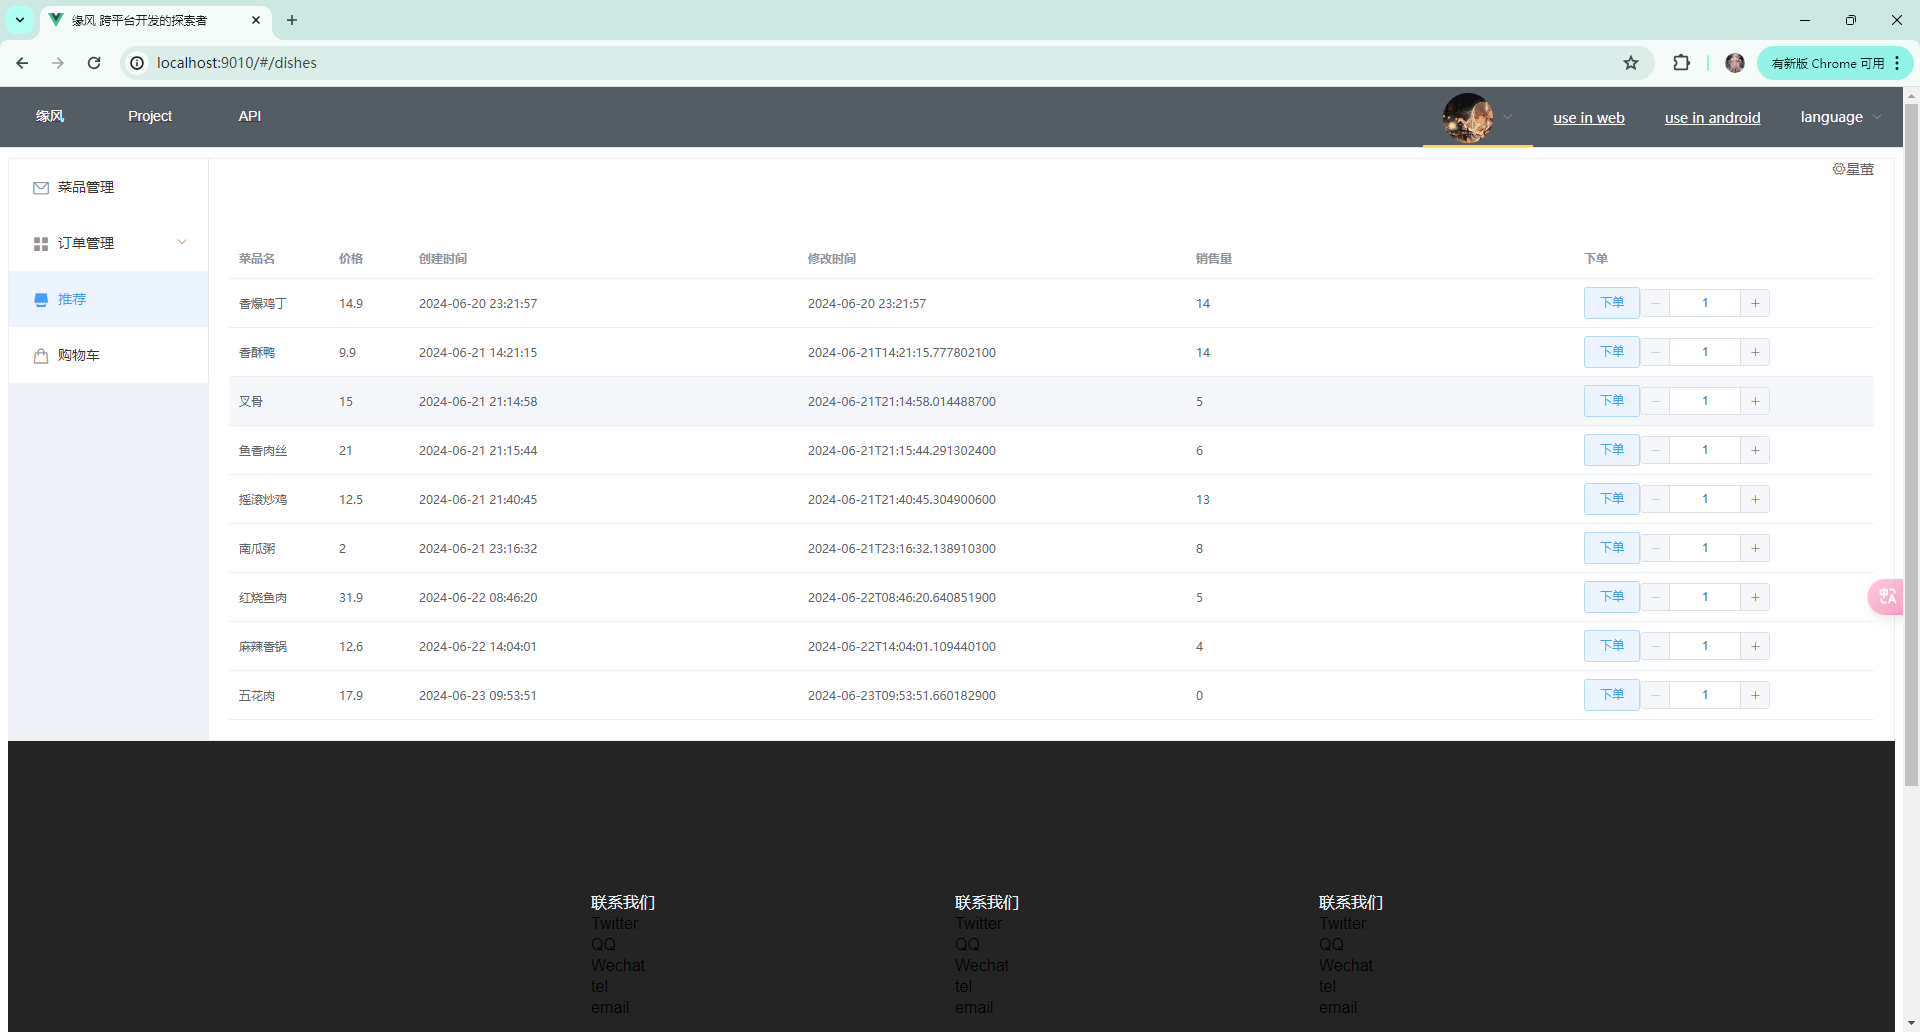 缘风 跨平台开发的探索者
localhost:9010/#/dishes
有新版 Chrome 可用
缘风 Project API use in web use in android language
菜品管理
订单管理
推荐
购物车
星萤
菜品名 价格 创建时间 修改时间 销售量 下单
香爆鸡丁 14.9 2024-06-20 23:21:57 2024-06-20 23:21:57 14 下单 1
香酥鸭 9.9 2024-06-21 14:21:15 2024-06-21T14:21:15.777802100 14 下单 1
叉骨 15 2024-06-21 21:14:58 2024-06-21T21:14:58.014488700 5 下单 1
鱼香肉丝 21 2024-06-21 21:15:44 2024-06-21T21:15:44.291302400 6 下单 1
摇滚炒鸡 12.5 2024-06-21 21:40:45 2024-06-21T21:40:45.304900600 13 下单 1
南瓜粥 2 2024-06-21 23:16:32 2024-06-21T23:16:32.138910300 8 下单 1
红烧鱼肉 31.9 2024-06-22 08:46:20 2024-06-22T08:46:20.640851900 5 下单 1
麻辣香锅 12.6 2024-06-22 14:04:01 2024-06-22T14:04:01.109440100 4 下单 1
五花肉 17.9 2024-06-23 09:53:51 2024-06-23T09:53:51.660182900 0 下单 1
联系我们 联系我们 联系我们
Twitter Twitter Twitter
QQ QQ QQ
Wechat Wechat Wechat
tel tel tel
email email email